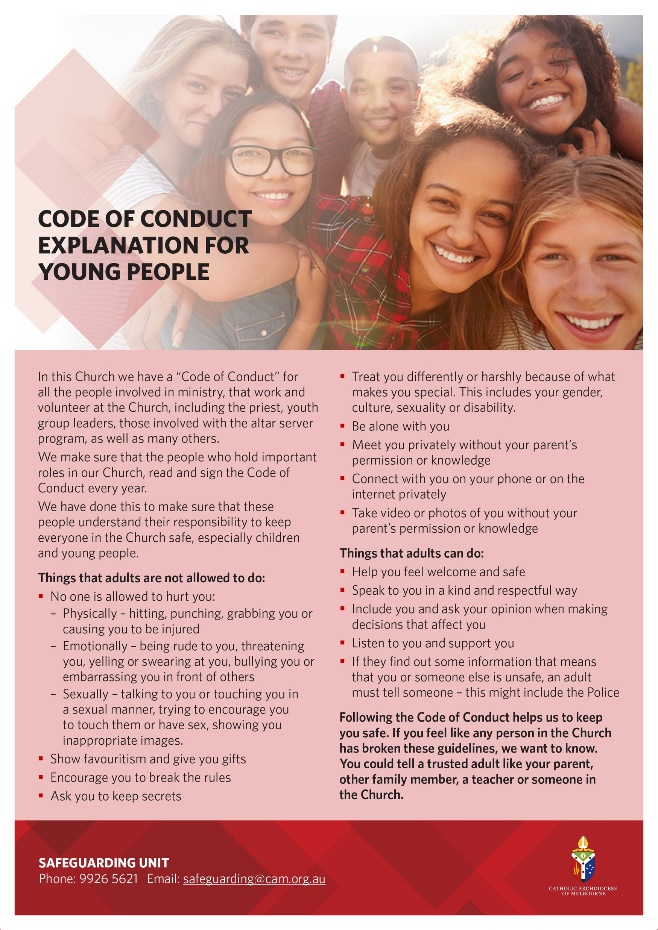 CODE OF CONDUCT
EXPLANATION FOR
YOUNG PEOPLE
In this Church we have a “Code of Conduct” for
all the people involved in ministry, that work and
volunteer at the Church, including the priest, youth
group leaders, those involved with the altar server
program, as well as many others.
We make sure that the people who hold important
roles in our Church, read and sign the Code of
Conduct every year.
We have done this to make sure that these
people understand their responsibility to keep
everyone in the Church safe, especially children
and young people.
Things that adults are not allowed to do:
▪ No one is allowed to hurt you:
– Physically – hitting, punching, grabbing you or
causing you to be injured
– Emotionally – being rude to you, threatening
you, yelling or swearing at you, bullying you or
embarrassing you in front of others
– Sexually – talking to you or touching you in
a sexual manner, trying to encourage you
to touch them or have sex, showing you
inappropriate images.
▪ Show favouritism and give you gifts
▪ Encourage you to break the rules
▪ Ask you to keep secrets
▪ Treat you differently or harshly because of what
makes you special. This includes your gender,
culture, sexuality or disability.
▪ Be alone with you
▪ Meet you privately without your parent’s
permission or knowledge
▪ Connect with you on your phone or on the
internet privately
▪ Take video or photos of you without your
parent’s permission or knowledge
Things that adults can do:
▪ Help you feel welcome and safe
▪ Speak to you in a kind and respectful way
▪ Include you and ask your opinion when making
decisions that affect you
▪ Listen to you and support you
▪ If they find out some information that means
that you or someone else is unsafe, an adult
must tell someone – this might include the Police
Following the Code of Conduct helps us to keep
you safe. If you feel like any person in the Church
has broken these guidelines, we want to know.
You could tell a trusted adult like your parent,
other family member, a teacher or someone in
the Church.
SAFEGUARDING UNIT
Phone: 9926 5621 Email: safeguarding@cam.org.au
CATHOLIC ARCHDIOCESE
OF MELBOURNE